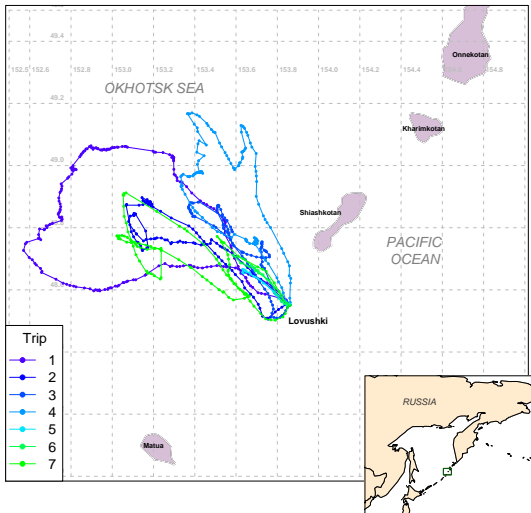 49.4
152.5 152.6 152.8 153.0 153.2 153.4 153.6 153.8 154.0 154.2 154.4 154.8
Onnekotan
OKHOTSK SEA
49.2
Kharimkotan
49.0
Shiashkotan
PACIFIC
OCEAN
Lovushki
Trip
1
2
3
4
5
6
7
Matua
RUSSIA